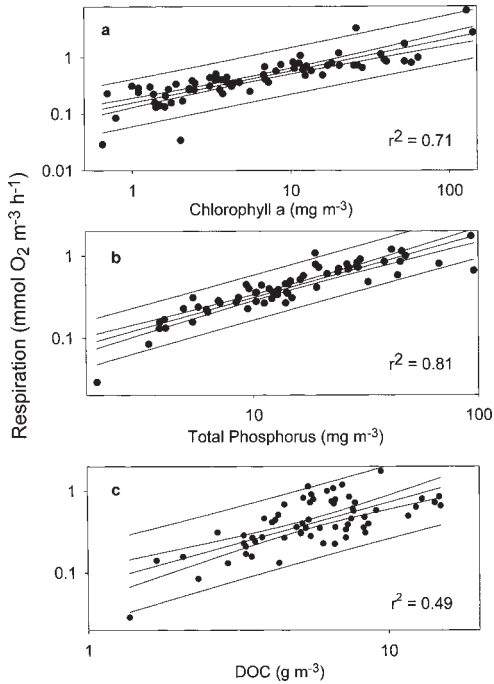 a
1
0.1
0.01
r² = 0.71
1 10 100
Chlorophyll a (mg m⁻³)
Respiration (mmol O₂ m⁻³ h⁻¹)
b
1
0.1
r² = 0.81
10 100
Total Phosphorus (mg m⁻³)
c
1
0.1
r² = 0.49
1 10
DOC (g m⁻³)